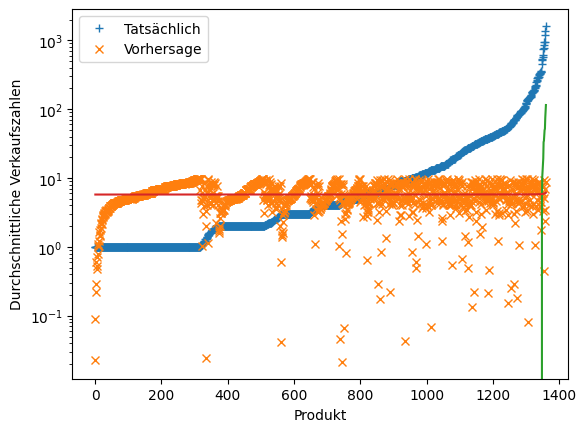 Tatsächlich
Vorhersage
10³
10²
10¹
10⁰
10⁻¹
Durchschnittliche Verkaufszahlen
0 200 400 600 800 1000 1200 1400
Produkt